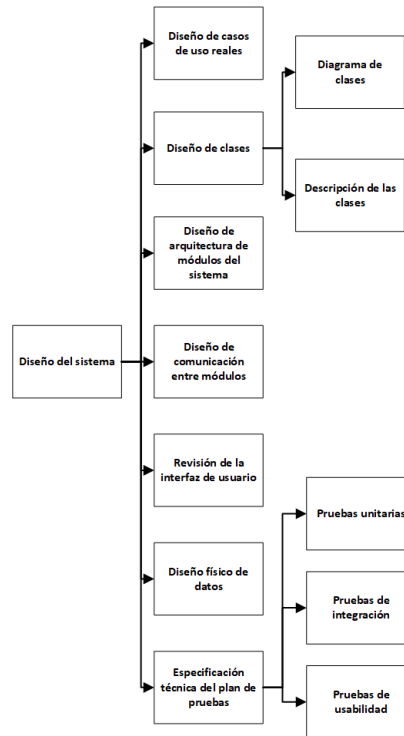 Diseño de casos
de uso reales
Diagrama de
clases
Diseño de clases
Descripción de las
clases
Diseño de
arquitectura de
módulos del
sistema
Diseño del sistema
Diseño de
comunicación
entre módulos
Revisión de la
interfaz de usuario
Pruebas unitarias
Diseño físico de
datos
Pruebas de
integración
Especificación
técnica del plan de
pruebas
Pruebas de
usabilidad